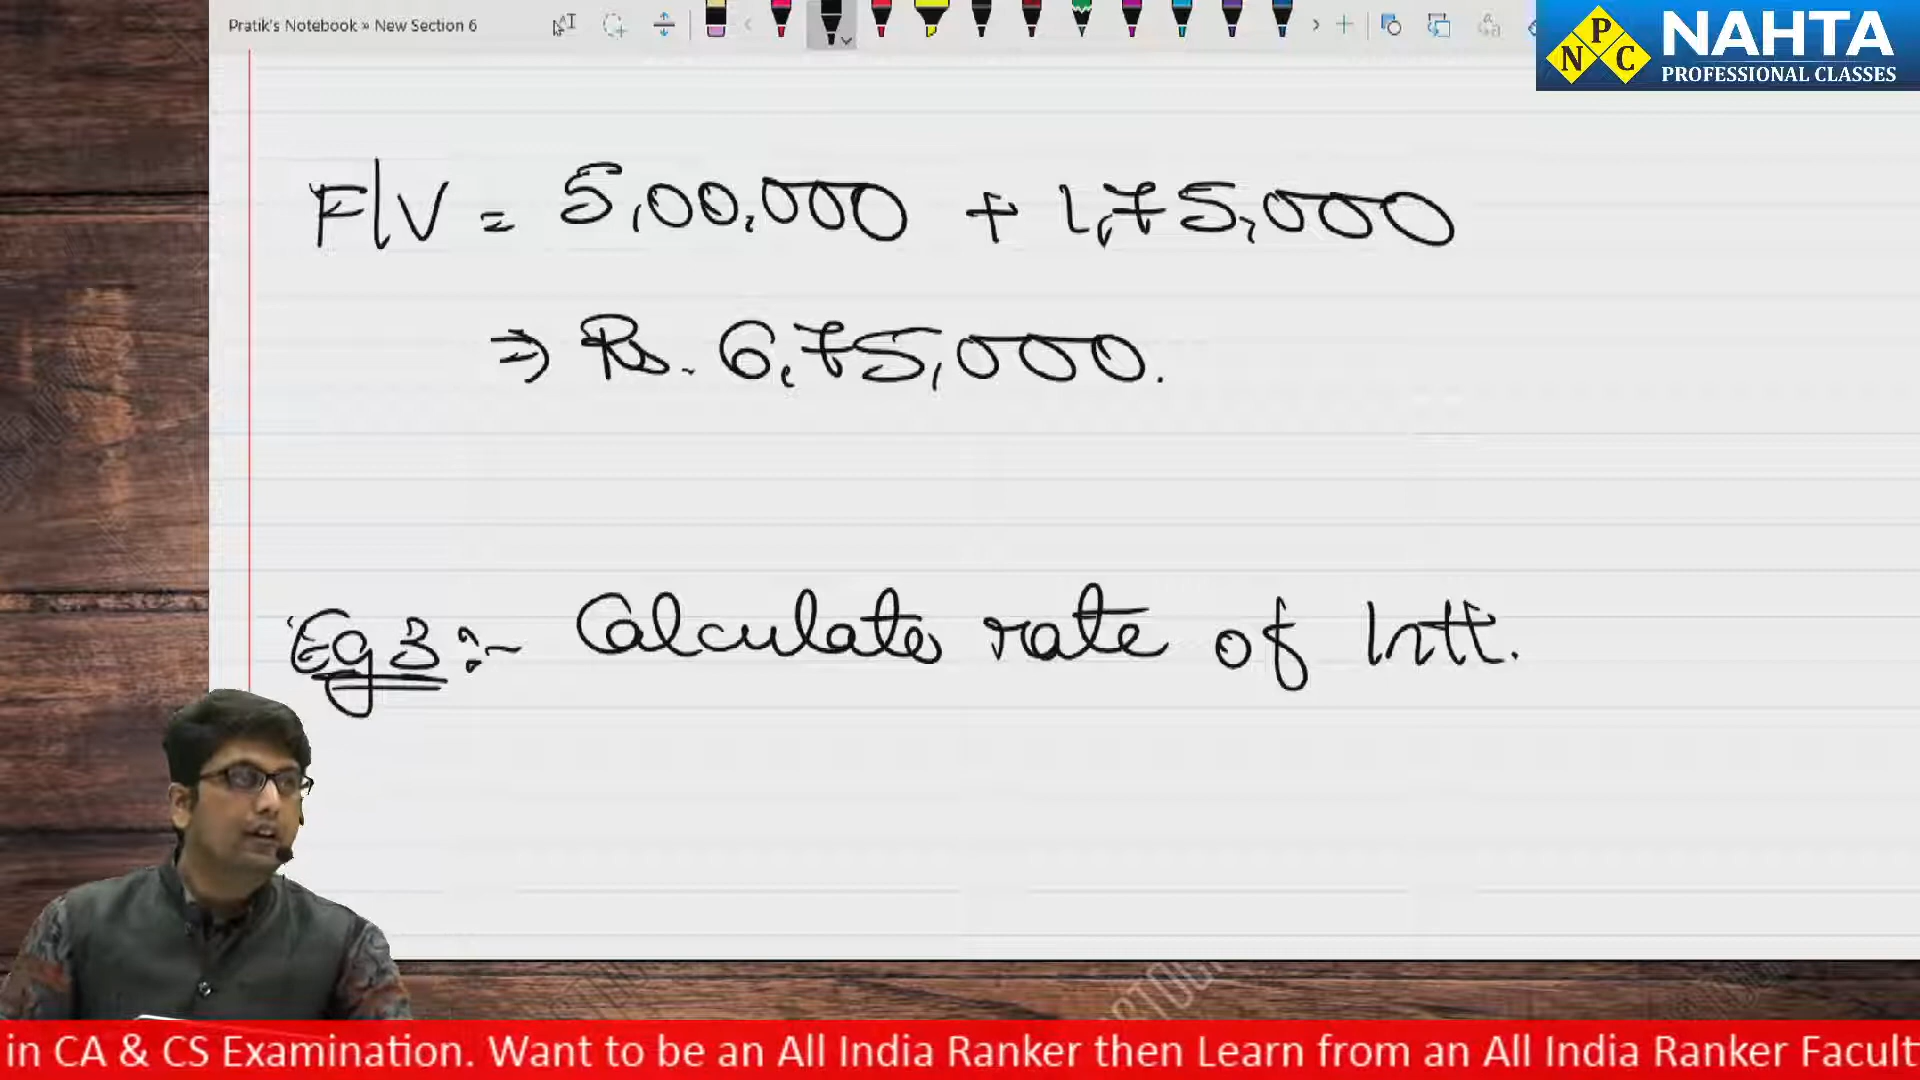 Pratik's Notebook » New Section 6
NPC
NAHTA
PROFESSIONAL CLASSES
F/V = 5,00,000 + 1,75,000
⇒ Rs. 6,75,000.
Eg 3 :- Calculate rate of Intt.
in CA & CS Examination. Want to be an All India Ranker then Learn from an All India Ranker Facult